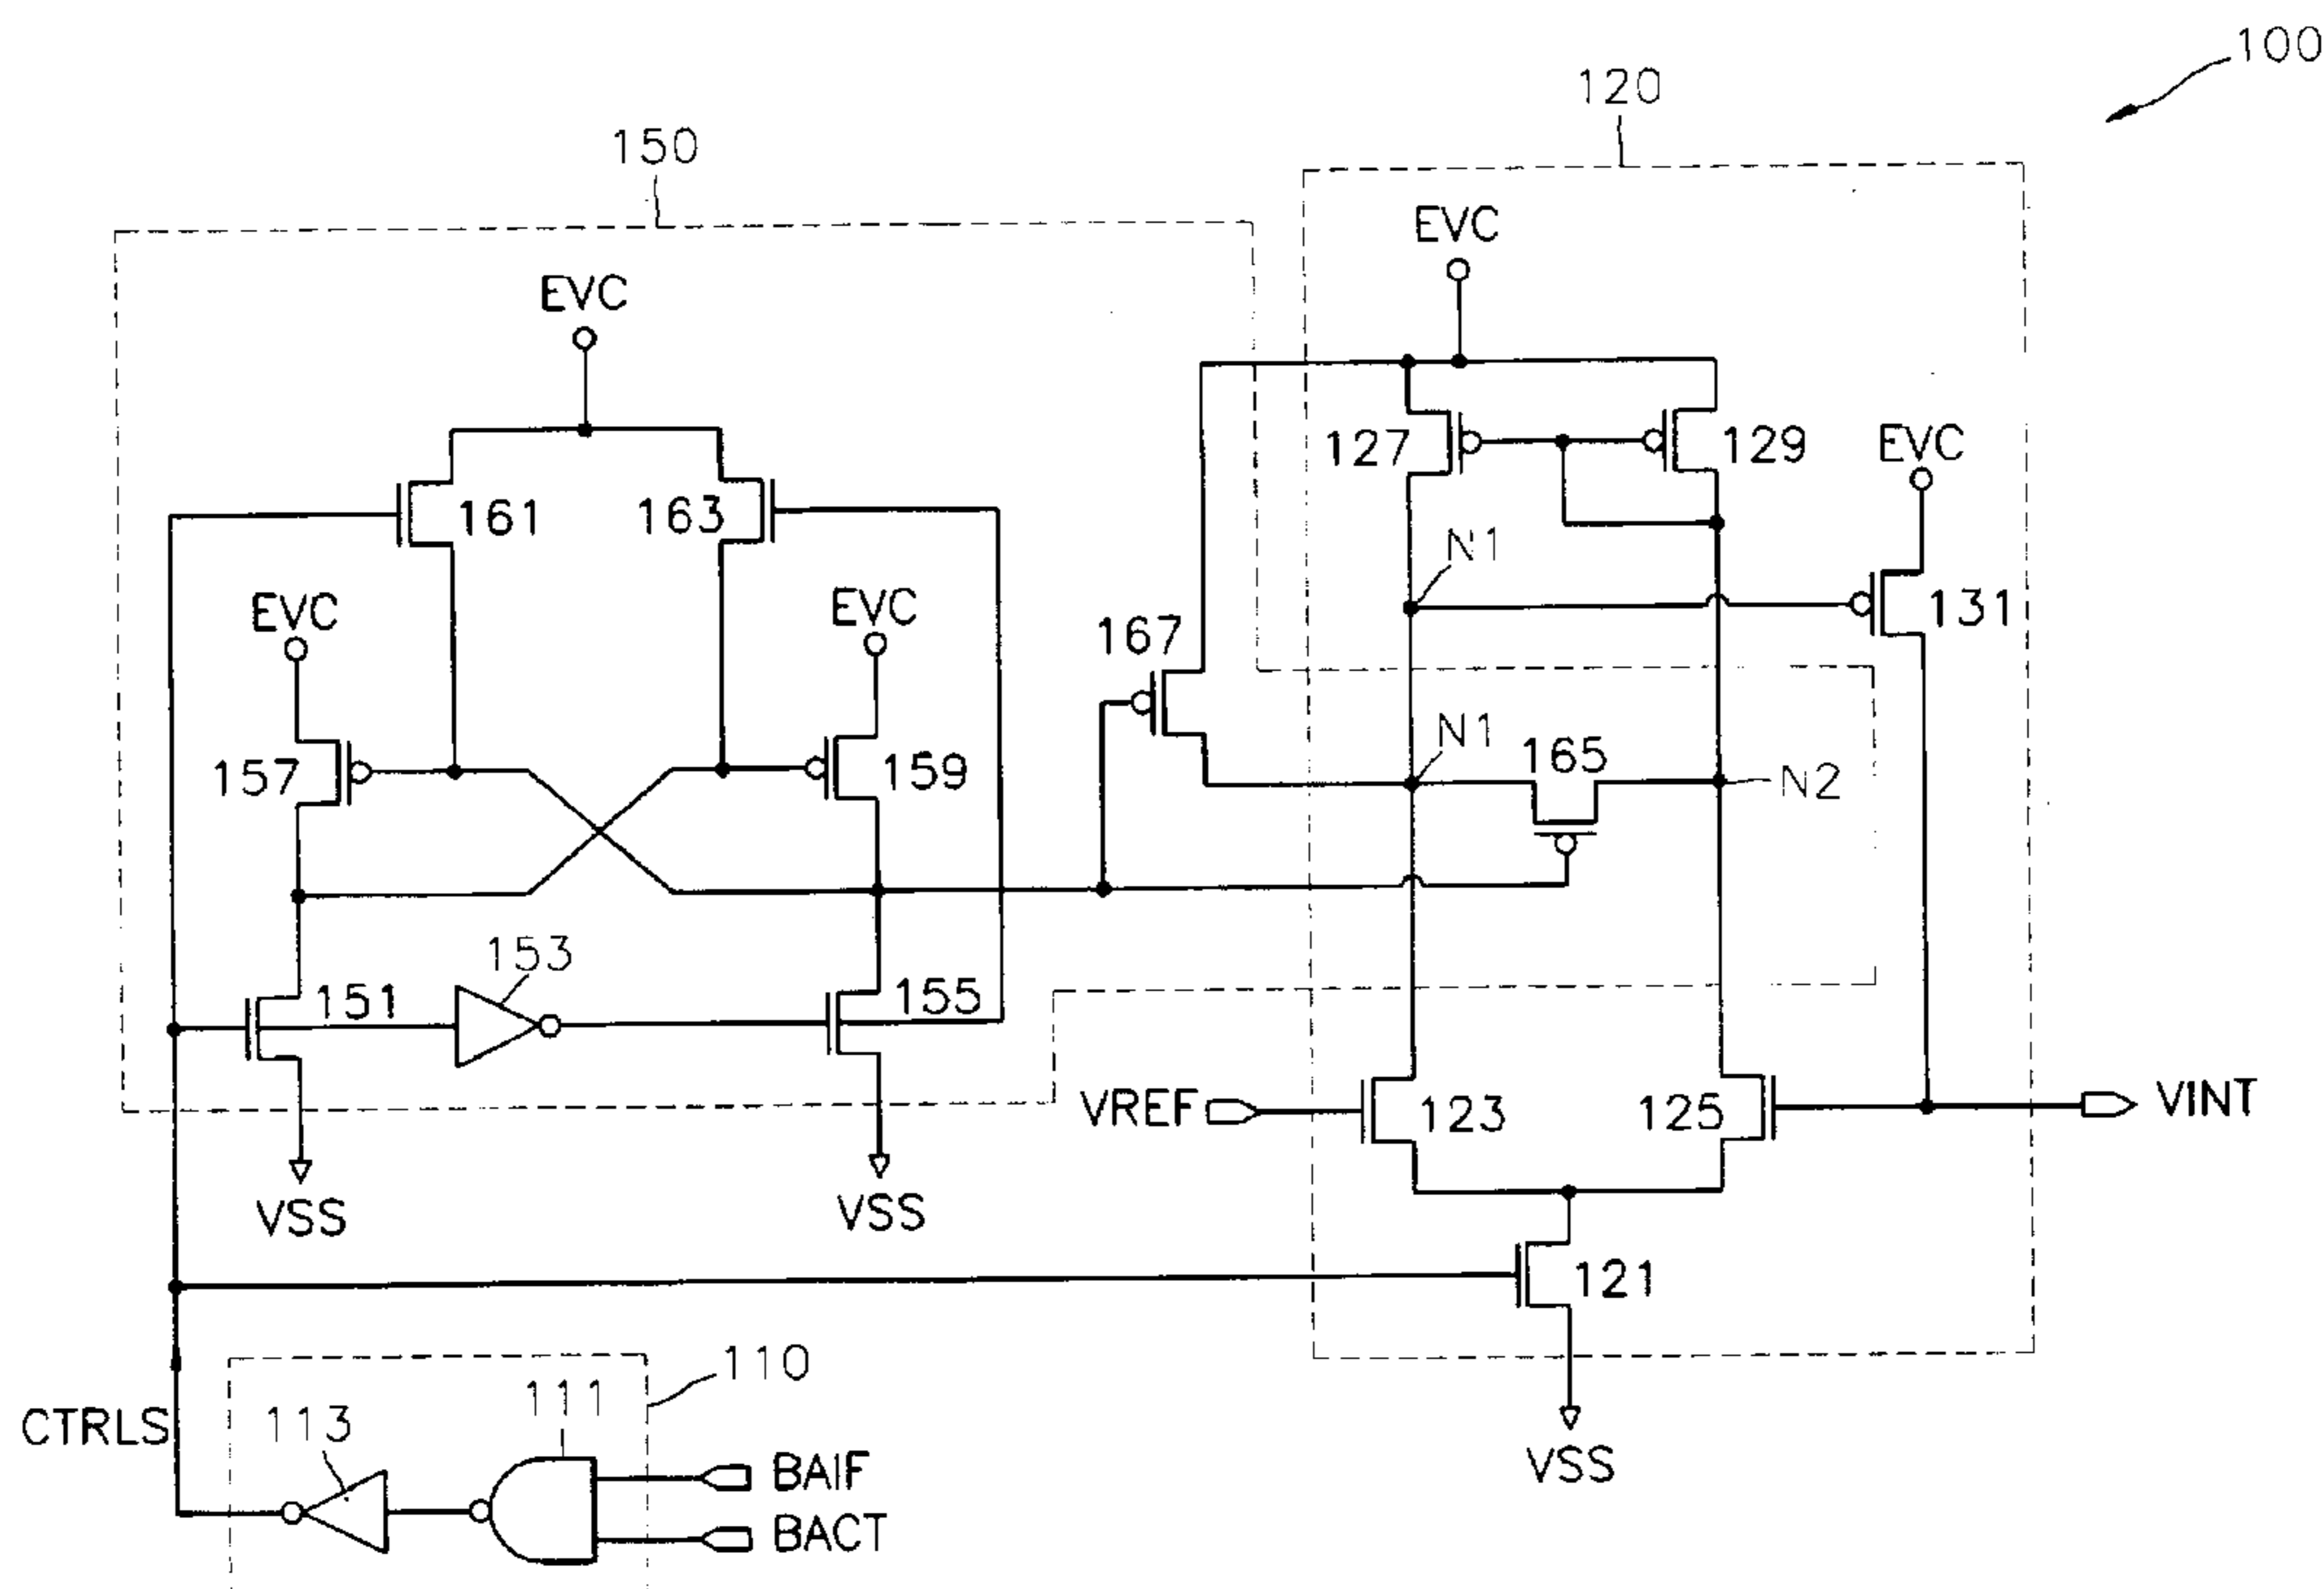 100
120
150
EVC
EVC
127
129
EVC
161
163
N1
EVC
EVC
167
131
N1
165
N2
157
159
153
151
155
VREF
123
125
VINT
VSS
VSS
121
110
111
CTRLS
113
BAIF
VSS
BACT